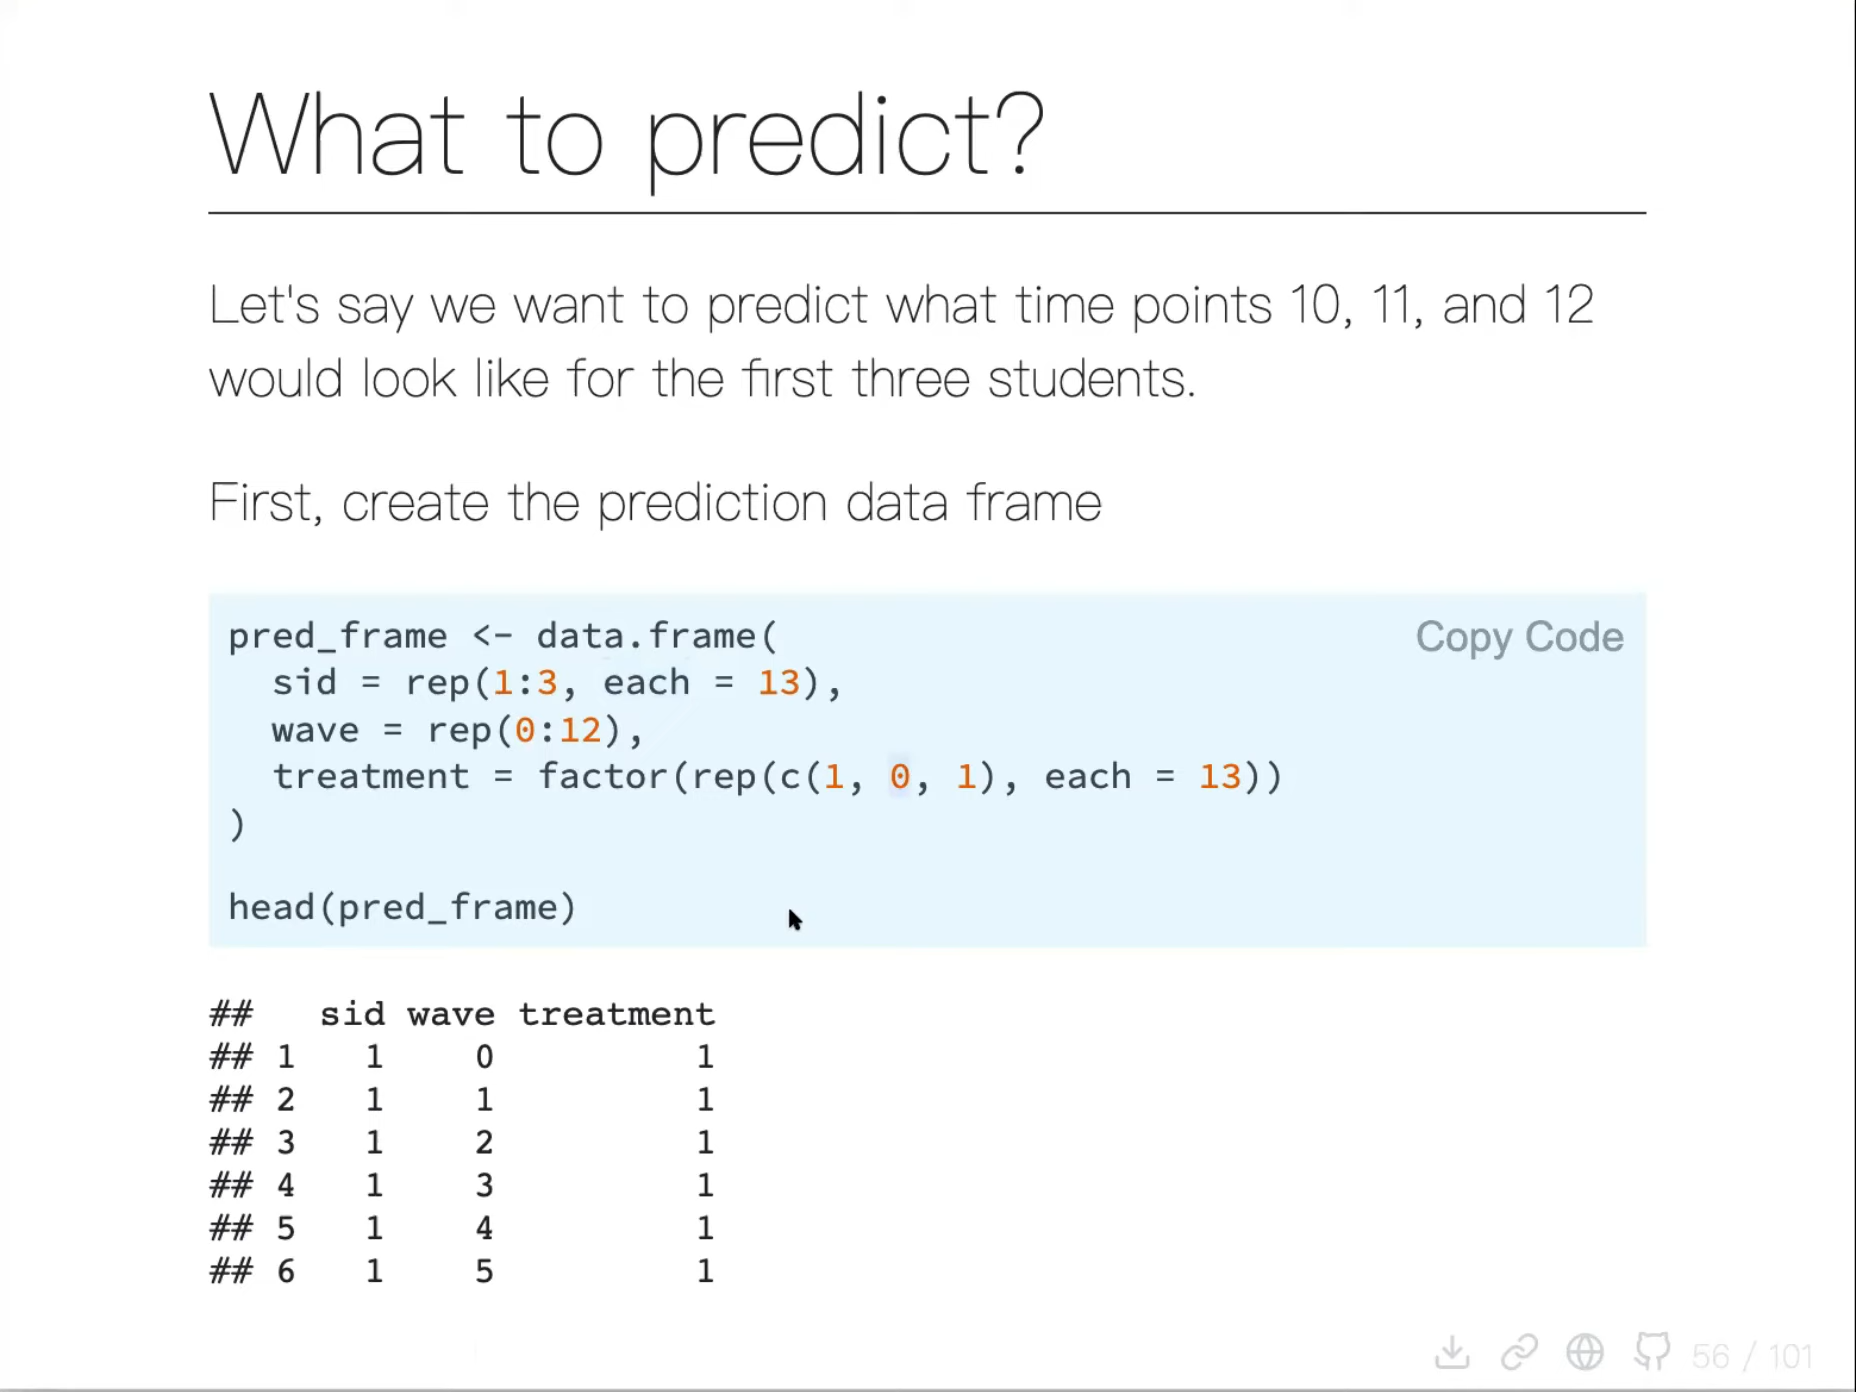 What to predict?
Let's say we want to predict what time points 10, 11, and 12
would look like for the first three students.
First, create the prediction data frame
pred_frame <- data.frame(
Copy Code
  sid = rep(1:3, each = 13),
  wave = rep(0:12),
  treatment = factor(rep(c(1, 0, 1), each = 13))
)
head(pred_frame)
##   sid wave treatment
## 1   1    0         1
## 2   1    1         1
## 3   1    2         1
## 4   1    3         1
## 5   1    4         1
## 6   1    5         1
56 / 101